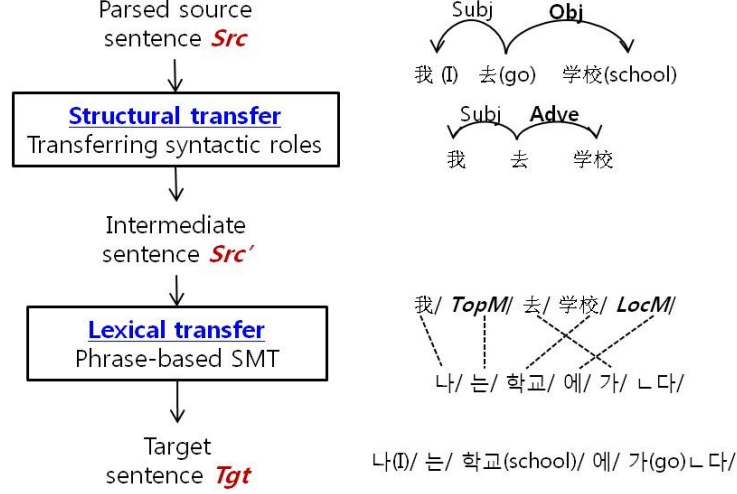 Parsed source
sentence Src
Structural transfer
Transferring syntactic roles
Intermediate
sentence Src′
Lexical transfer
Phrase-based SMT
Target
sentence Tgt
Subj Obj
我 (I) 去(go) 学校(school)
Subj Adve
我 去 学校
我/ TopM/ 去/ 学校/ LocM/
나/ 는/ 학교/ 에/ 가/ ㄴ다/
나(I)/ 는/ 학교(school)/ 에/ 가(go)ㄴ다/